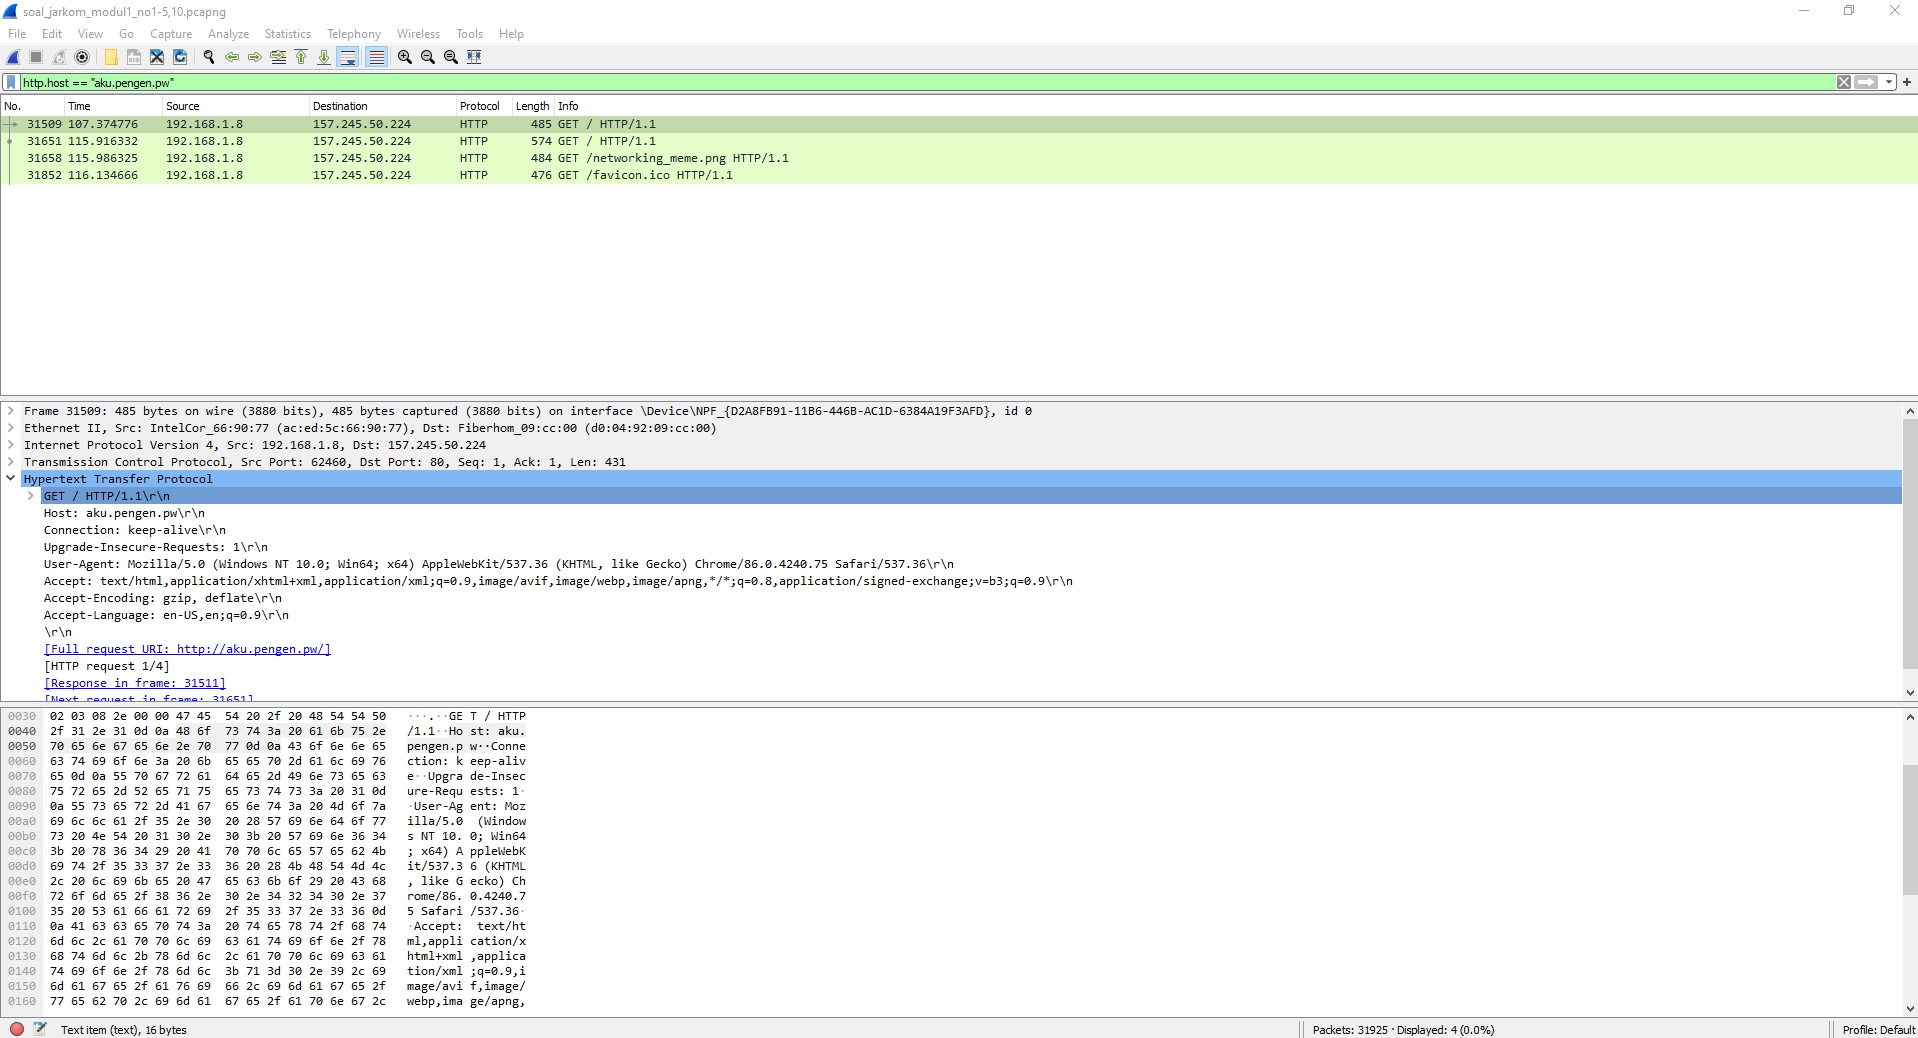 soal_jarkom_modul1_no1-5,10.pcapng
File Edit View Go Capture Analyze Statistics Telephony Wireless Tools Help
http.host == "aku.pengen.pw"
No. Time Source Destination Protocol Length Info
31509 107.374776 192.168.1.8 157.245.50.224 HTTP 485 GET / HTTP/1.1
31651 115.916332 192.168.1.8 157.245.50.224 HTTP 574 GET / HTTP/1.1
31658 115.986325 192.168.1.8 157.245.50.224 HTTP 484 GET /networking_meme.png HTTP/1.1
31852 116.134666 192.168.1.8 157.245.50.224 HTTP 476 GET /favicon.ico HTTP/1.1
Frame 31509: 485 bytes on wire (3880 bits), 485 bytes captured (3880 bits) on interface \Device\NPF_{D2A8FB91-11B6-446B-AC1D-6384A19F3AFD}, id 0
Ethernet II, Src: IntelCor_66:90:77 (ac:ed:5c:66:90:77), Dst: Fiberhom_09:cc:00 (d0:04:92:09:cc:00)
Internet Protocol Version 4, Src: 192.168.1.8, Dst: 157.245.50.224
Transmission Control Protocol, Src Port: 62460, Dst Port: 80, Seq: 1, Ack: 1, Len: 431
Hypertext Transfer Protocol
GET / HTTP/1.1\r\n
Host: aku.pengen.pw\r\n
Connection: keep-alive\r\n
Upgrade-Insecure-Requests: 1\r\n
User-Agent: Mozilla/5.0 (Windows NT 10.0; Win64; x64) AppleWebKit/537.36 (KHTML, like Gecko) Chrome/86.0.4240.75 Safari/537.36\r\n
Accept: text/html,application/xhtml+xml,application/xml;q=0.9,image/avif,image/webp,image/apng,*/*;q=0.8,application/signed-exchange;v=b3;q=0.9\r\n
Accept-Encoding: gzip, deflate\r\n
Accept-Language: en-US,en;q=0.9\r\n
\r\n
[Full request URI: http://aku.pengen.pw/]
[HTTP request 1/4]
[Response in frame: 31511]
[Next request in frame: 31651]
0030 02 03 08 2e 00 00 47 45 54 20 2f 20 48 54 54 50 ···.··GE T / HTTP
0040 2f 31 2e 31 0d 0a 48 6f 73 74 3a 20 61 6b 75 2e /1.1··Ho st: aku.
0050 70 65 6e 67 65 6e 2e 70 77 0d 0a 43 6f 6e 6e 65 pengen.p w··Conne
0060 63 74 69 6f 6e 3a 20 6b 65 65 70 2d 61 6c 69 76 ction: k eep-aliv
0070 65 0d 0a 55 70 67 72 61 64 65 2d 49 6e 73 65 63 e··Upgra de-Insec
0080 75 72 65 2d 52 65 71 75 65 73 74 73 3a 20 31 0d ure-Requ ests: 1·
0090 0a 55 73 65 72 2d 41 67 65 6e 74 3a 20 4d 6f 7a ·User-Ag ent: Moz
00a0 69 6c 6c 61 2f 35 2e 30 20 28 57 69 6e 64 6f 77 illa/5.0 (Window
00b0 73 20 4e 54 20 31 30 2e 30 3b 20 57 69 6e 36 34 s NT 10. 0; Win64
00c0 3b 20 78 36 34 29 20 41 70 70 6c 65 57 65 62 4b ; x64) A ppleWebK
00d0 69 74 2f 35 33 37 2e 33 36 20 28 4b 48 54 4d 4c it/537.3 6 (KHTML
00e0 2c 20 6c 69 6b 65 20 47 65 63 6b 6f 29 20 43 68 , like G ecko) Ch
00f0 72 6f 6d 65 2f 38 36 2e 30 2e 34 32 34 30 2e 37 rome/86. 0.4240.7
0100 35 20 53 61 66 61 72 69 2f 35 33 37 2e 33 36 0d 5 Safari /537.36·
0110 0a 41 63 63 65 70 74 3a 20 74 65 78 74 2f 68 74 ·Accept: text/ht
0120 6d 6c 2c 61 70 70 6c 69 63 61 74 69 6f 6e 2f 78 ml,appli cation/x
0130 68 74 6d 6c 2b 78 6d 6c 2c 61 70 70 6c 69 63 61 html+xml ,applica
0140 74 69 6f 6e 2f 78 6d 6c 3b 71 3d 30 2e 39 2c 69 tion/xml ;q=0.9,i
0150 6d 61 67 65 2f 61 76 69 66 2c 69 6d 61 67 65 2f mage/avi f,image/
0160 77 65 62 70 2c 69 6d 61 67 65 2f 61 70 6e 67 2c webp,ima ge/apng,
Text item (text), 16 bytes
Packets: 31925 · Displayed: 4 (0.0%)
Profile: Default